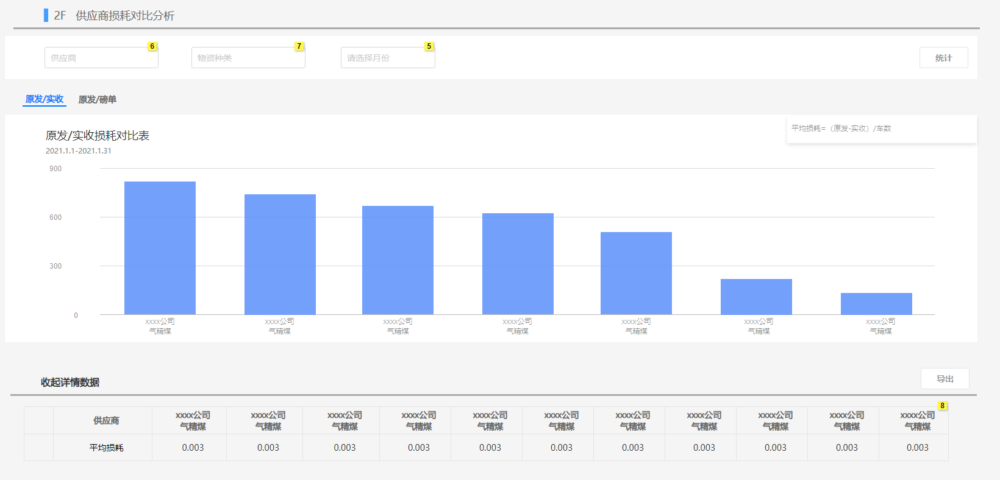 2F 供应商损耗对比分析
6 7 5
供应商 物资种类 请选择月份 统计
原发/实收 原发/磅单
平均损耗=（原发-实收）/车数
原发/实收损耗对比表
2021.1.1-2021.1.31
900
600
300
0
xxxx公司 xxxx公司 xxxx公司 xxxx公司 xxxx公司 xxxx公司 xxxx公司
气精煤 气精煤 气精煤 气精煤 气精煤 气精煤 气精煤
收起详情数据 导出
8
供应商 xxxx公司 xxxx公司 xxxx公司 xxxx公司 xxxx公司 xxxx公司 xxxx公司 xxxx公司 xxxx公司 xxxx公司 xxxx公司
气精煤 气精煤 气精煤 气精煤 气精煤 气精煤 气精煤 气精煤 气精煤 气精煤 气精煤
平均损耗 0.003 0.003 0.003 0.003 0.003 0.003 0.003 0.003 0.003 0.003 0.003